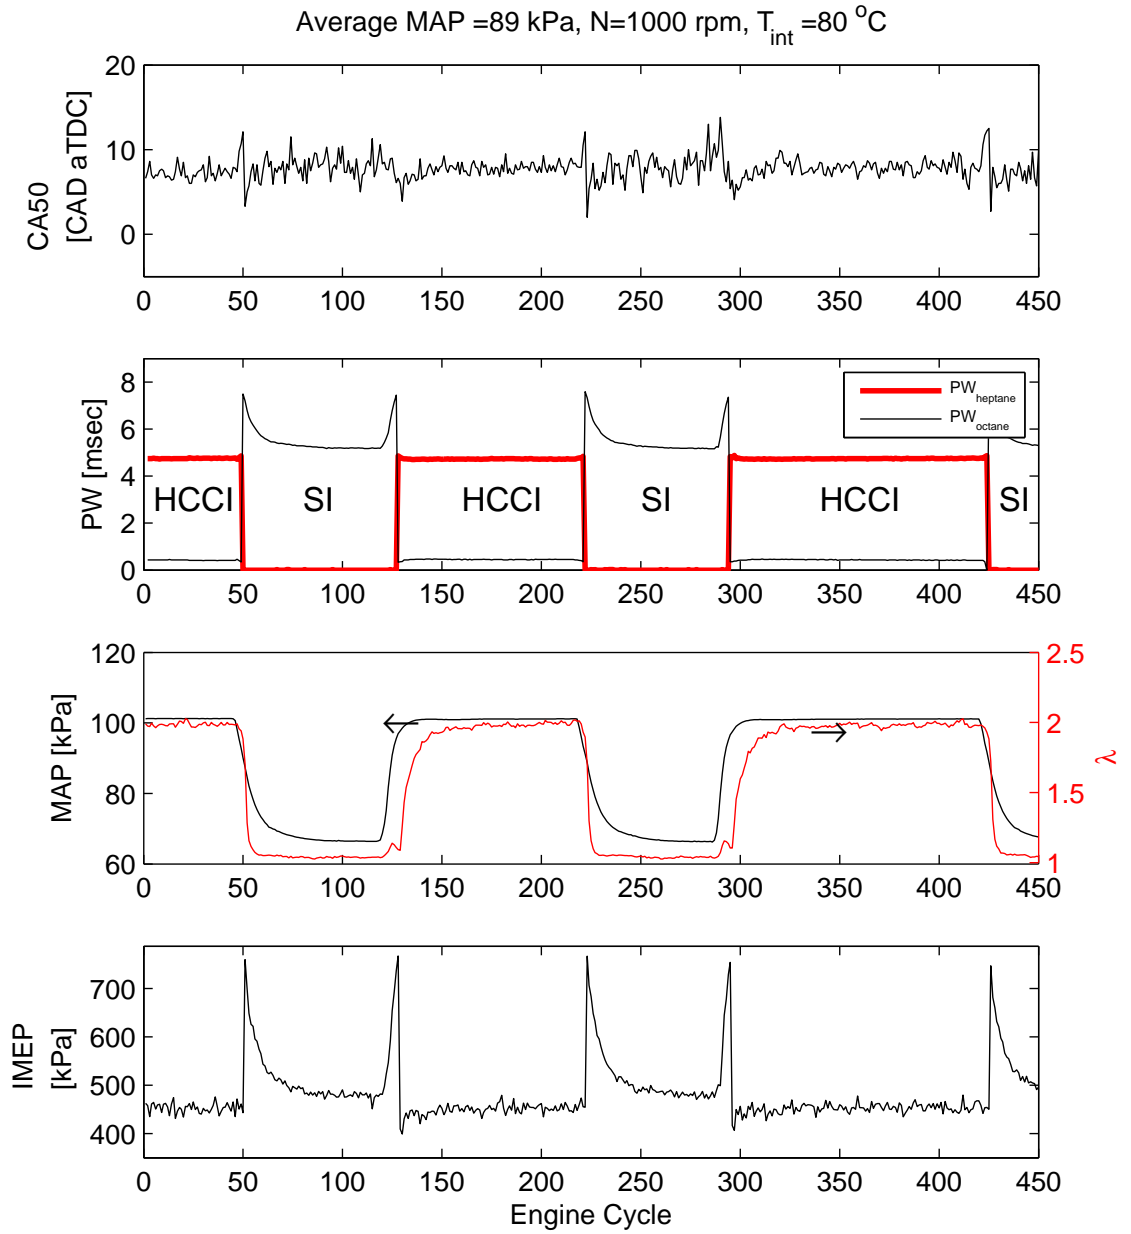 Average MAP =89 kPa, N=1000 rpm, T_int =80 °C
20
10
0
CA50
[CAD aTDC]
0 50 100 150 200 250 300 350 400 450
8
6
4
2
0
PW [msec]
PW_heptane
PW_octane
HCCI SI HCCI SI HCCI SI
0 50 100 150 200 250 300 350 400 450
120
100
80
60
MAP [kPa]
2.5
2
1.5
1
λ
0 50 100 150 200 250 300 350 400 450
700
600
500
400
IMEP
[kPa]
0 50 100 150 200 250 300 350 400 450
Engine Cycle